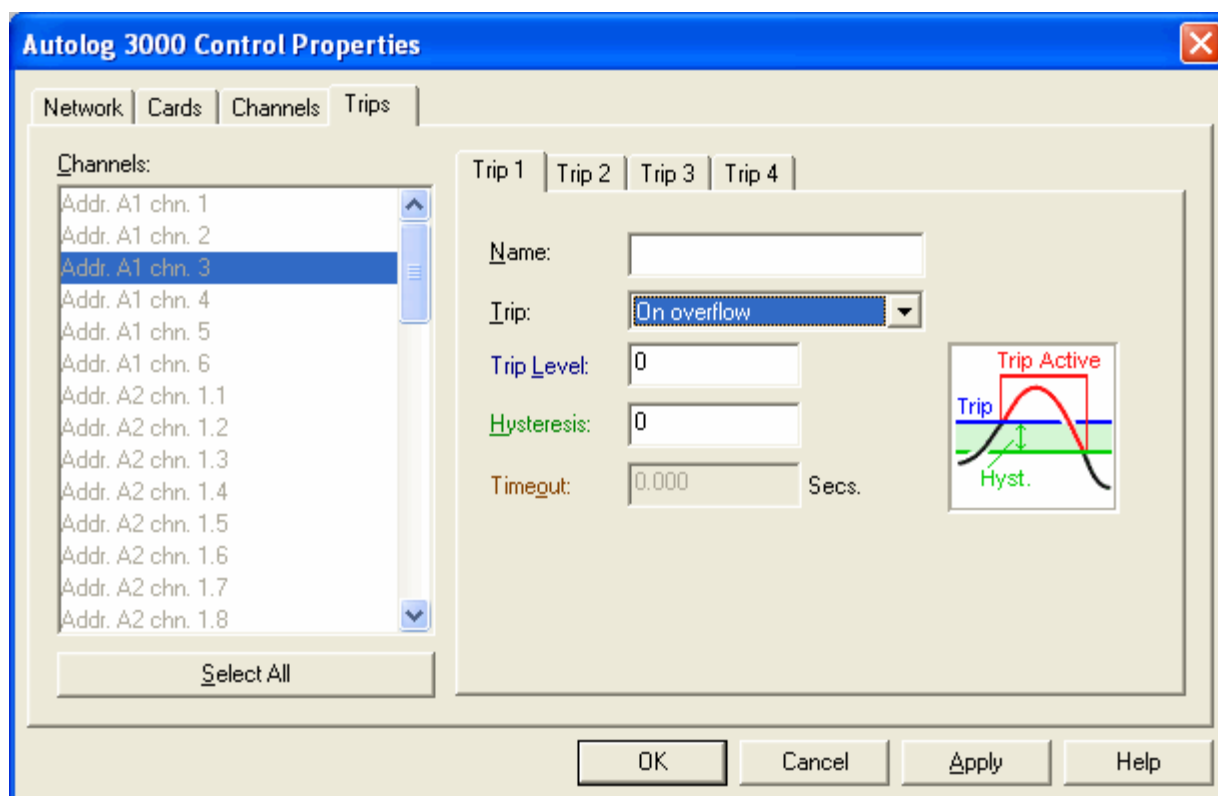 Autolog 3000 Control Properties
Network Cards Channels Trips
Channels:
Addr. A1 chn. 1
Addr. A1 chn. 2
Addr. A1 chn. 3
Addr. A1 chn. 4
Addr. A1 chn. 5
Addr. A1 chn. 6
Addr. A2 chn. 1.1
Addr. A2 chn. 1.2
Addr. A2 chn. 1.3
Addr. A2 chn. 1.4
Addr. A2 chn. 1.5
Addr. A2 chn. 1.6
Addr. A2 chn. 1.7
Addr. A2 chn. 1.8
Select All
Trip 1 Trip 2 Trip 3 Trip 4
Name:
Trip: On overflow
Trip Level: 0
Hysteresis: 0
Timeout: 0.000 Secs.
Trip Active
Trip
Hyst.
OK Cancel Apply Help